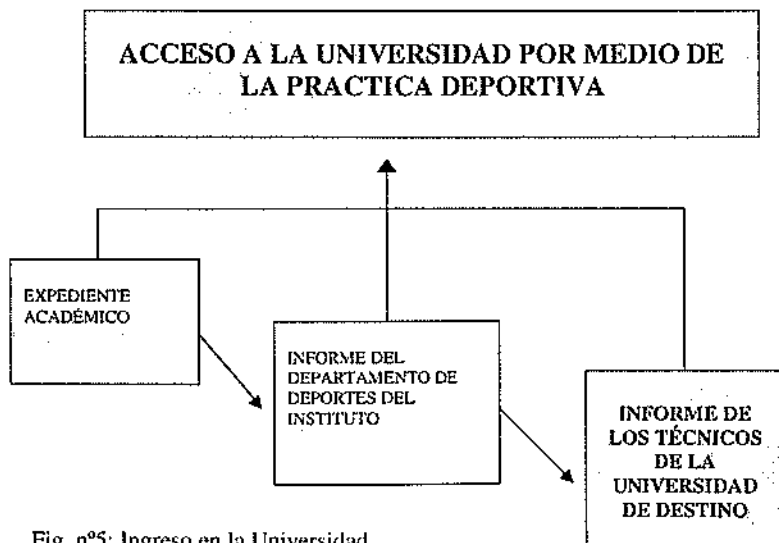 ACCESO A LA UNIVERSIDAD POR MEDIO DE
LA PRACTICA DEPORTIVA
EXPEDIENTE
ACADÉMICO
INFORME DEL
DEPARTAMENTO DE
DEPORTES DEL
INSTITUTO
INFORME DE
LOS TÉCNICOS
DE LA
UNIVERSIDAD
DE DESTINO
Fig. nº5: Ingreso en la Universidad